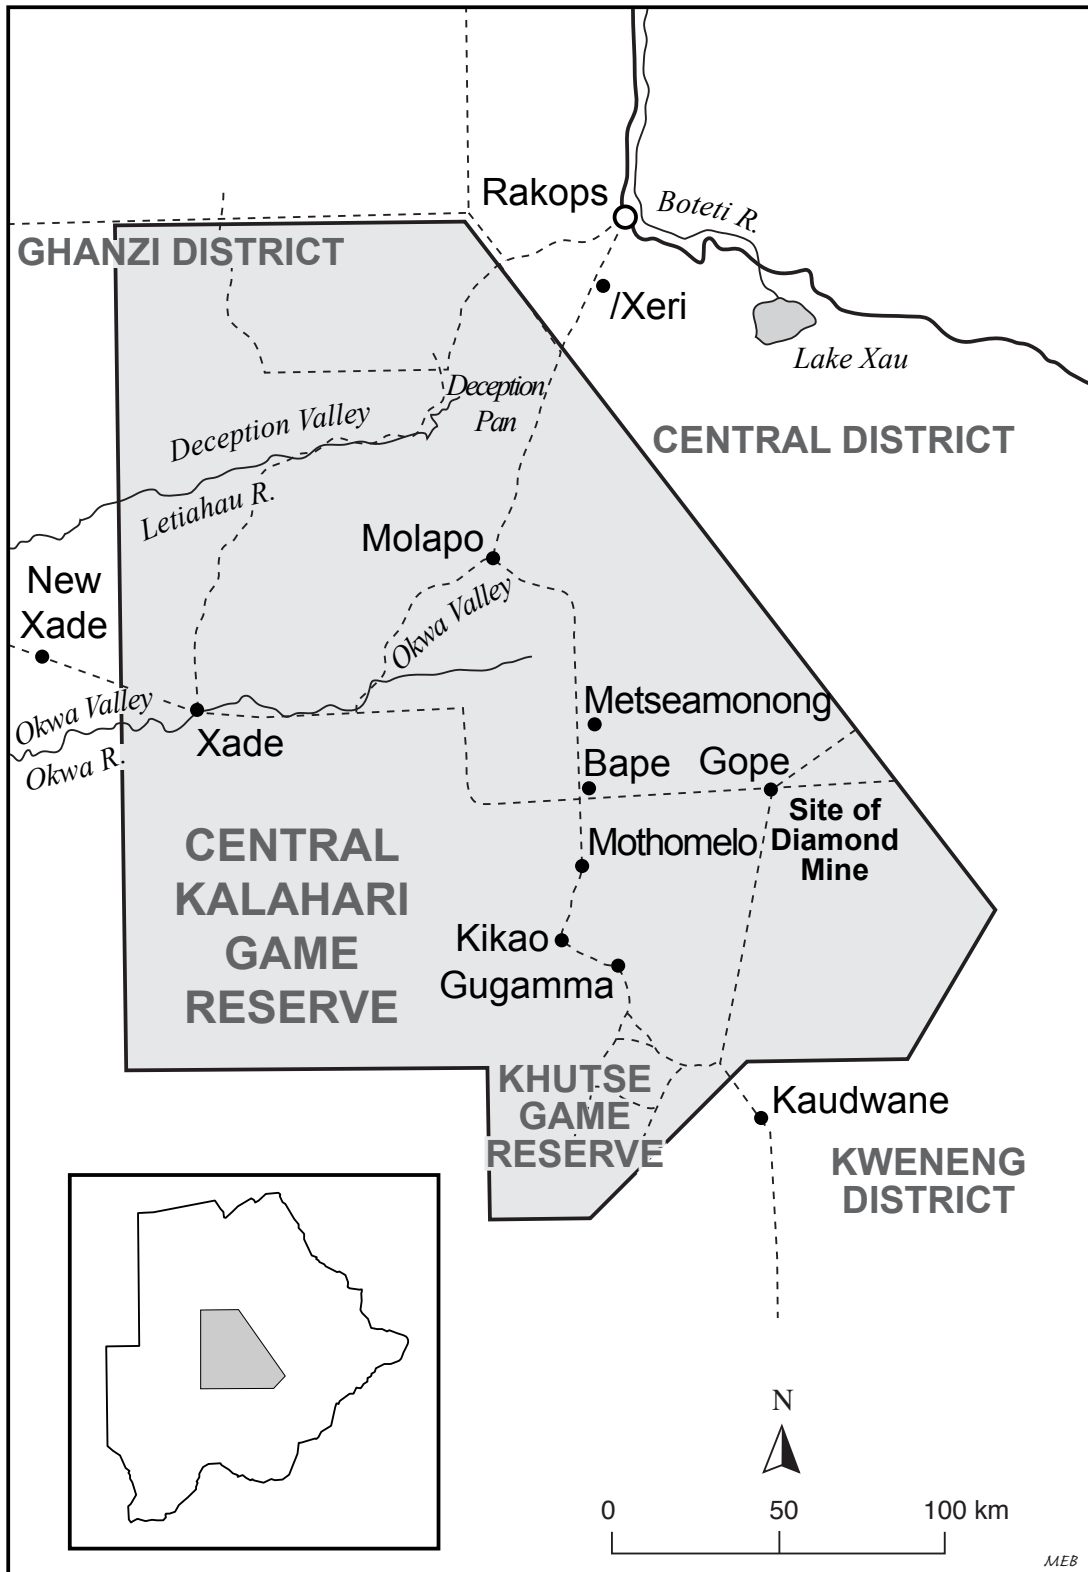 Rakops
Boteti R.
GHANZI DISTRICT
/Xeri
Lake Xau
Deception
Pan
Deception Valley
CENTRAL DISTRICT
Letiahau R.
Molapo
New
Xade
Okwa Valley
Okwa Valley
Okwa R.
Xade
Metseamonong
Bape
Gope
Site of
Diamond
Mine
CENTRAL
KALAHARI
GAME
RESERVE
Mothomelo
Kikao
Gugamma
KHUTSE
GAME
RESERVE
Kaudwane
KWENENG
DISTRICT
N
0 50 100 km
MEB